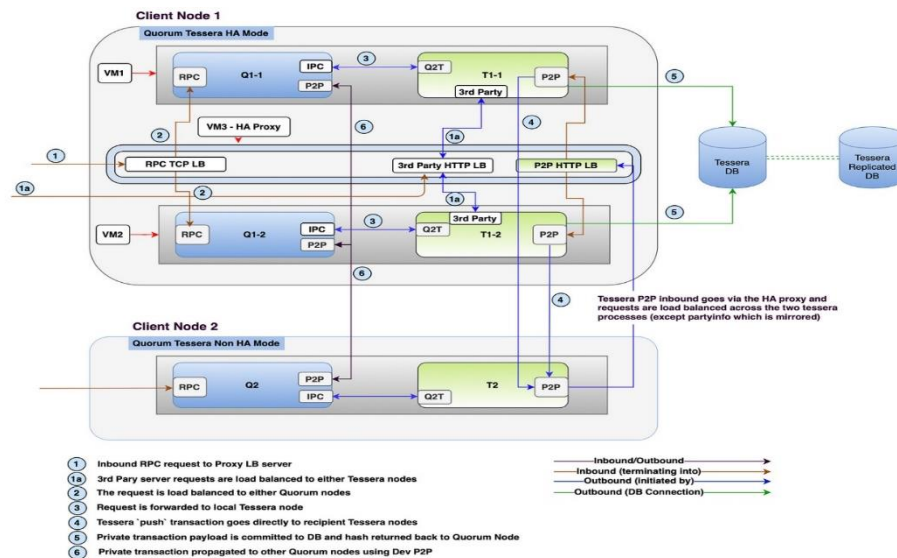 Client Node 1
Quorum Tessera HA Mode
VM1
RPC
Q1-1
IPC
P2P
3
Q2T
T1-1
P2P
3rd Party
5
2
VM3 - HA Proxy
6
1a
4
1
RPC TCP LB
3rd Party HTTP LB
P2P HTTP LB
Tessera
DB
Tessera
Replicated
DB
1a
2
1a
VM2
RPC
Q1-2
IPC
P2P
3
Q2T
3rd Party
T1-2
P2P
5
6
4
Tessera P2P inbound goes via the HA proxy and
requests are load balanced across the two tessera
processes (except partyinfo which is mirrored)
Client Node 2
Quorum Tessera Non HA Mode
RPC
Q2
P2P
IPC
Q2T
T2
P2P
1 Inbound RPC request to Proxy LB server
1a 3rd Pary server requests are load balanced to either Tessera nodes
2 The request is load balanced to either Quorum nodes
3 Request is forwarded to local Tessera node
4 Tessera `push` transaction goes directly to recipient Tessera nodes
5 Private transaction payload is committed to DB and hash returned back to Quorum Node
6 Private transaction propagated to other Quorum nodes using Dev P2P
Inbound/Outbound
Inbound (terminating into)
Outbound (initiated by)
Outbound (DB Connection)